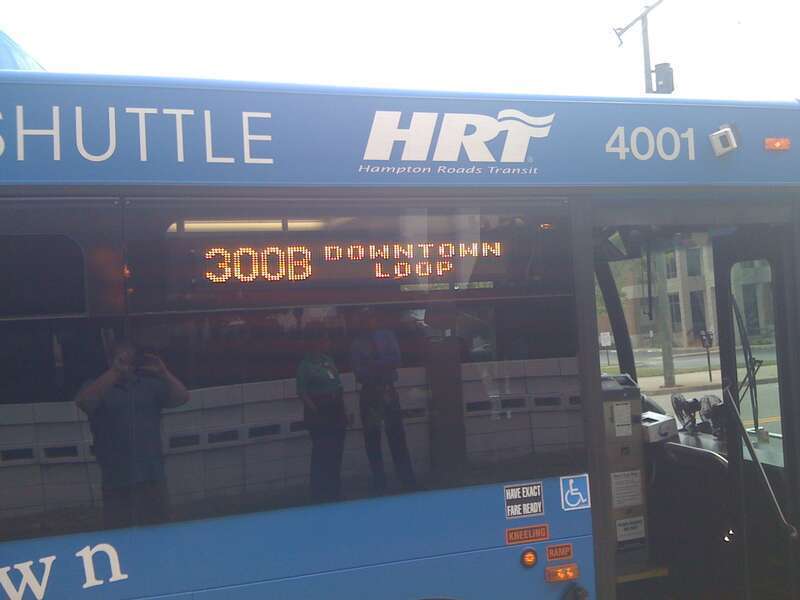 SHUTTLE
HRT
Hampton Roads Transit
4001
300B DOWNTOWN
LOOP
HAVE EXACT
FARE READY
KNEELING
RAMP
wn